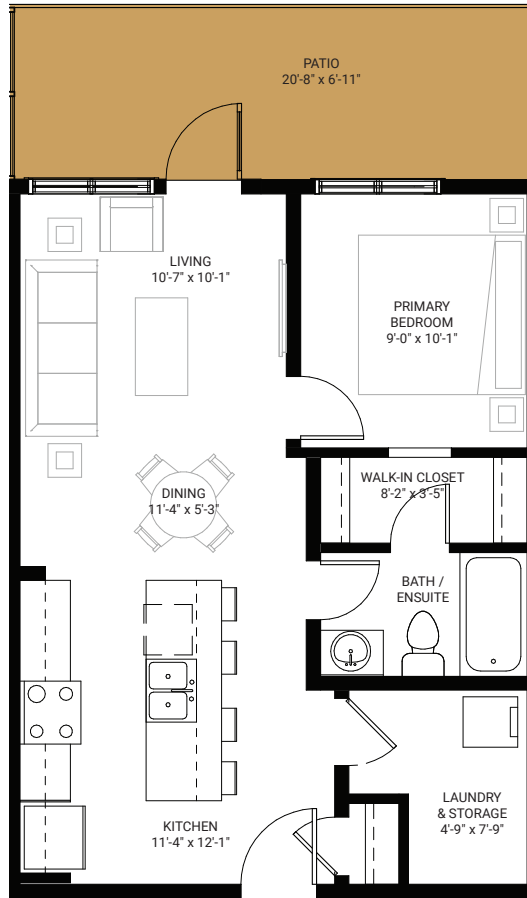 PATIO
20'-8" x 6'-11"
LIVING
10'-7" x 10'-1"
PRIMARY
BEDROOM
9'-0" x 10'-1"
WALK-IN CLOSET
8'-2" x 3'-5"
DINING
11'-4" x 5'-3"
BATH /
ENSUITE
KITCHEN
11'-4" x 12'-1"
LAUNDRY
& STORAGE
4'-9" x 7'-9"